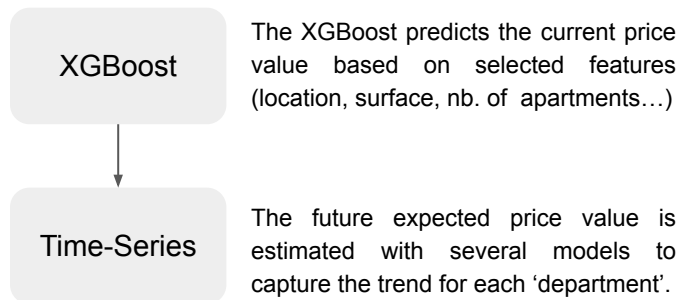 XGBoost
The XGBoost predicts the current price
value based on selected features
(location, surface, nb. of apartments…)
Time-Series
The future expected price value is
estimated with several models to
capture the trend for each ‘department’.